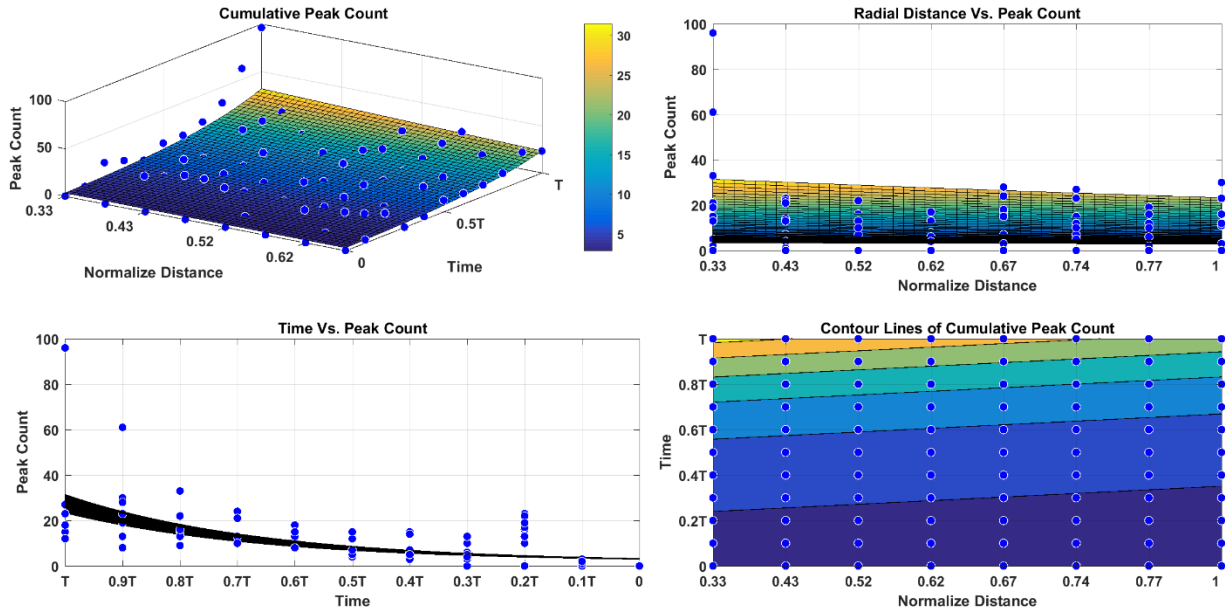 Cumulative Peak Count
Peak Count
100
50
0
0.33
0.43
0.52
0.62
Normalize Distance
0
0.5T
T
Time
30
25
20
15
10
5
Radial Distance Vs. Peak Count
Peak Count
100
80
60
40
20
0
0.33 0.43 0.52 0.62 0.67 0.74 0.77 1
Normalize Distance
Time Vs. Peak Count
Peak Count
100
80
60
40
20
0
T 0.9T 0.8T 0.7T 0.6T 0.5T 0.4T 0.3T 0.2T 0.1T 0
Time
Contour Lines of Cumulative Peak Count
Time
T
0.8T
0.6T
0.4T
0.2T
0
0.33 0.43 0.52 0.62 0.67 0.74 0.77 1
Normalize Distance